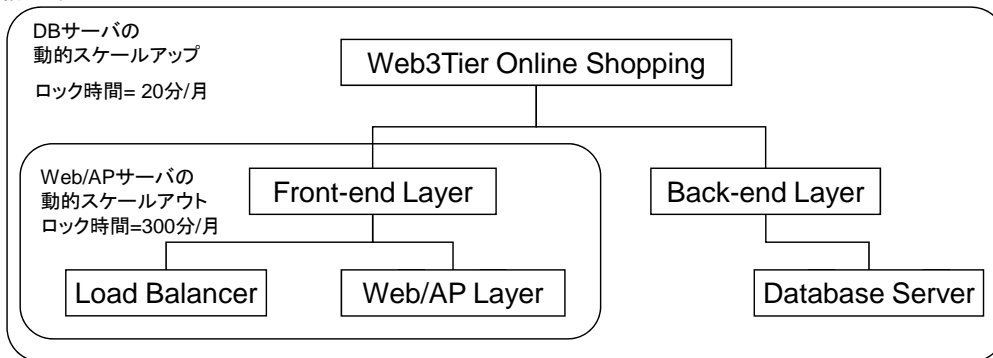 DBサーバの
動的スケールアップ
ロック時間= 20分/月
Web3Tier Online Shopping
Web/APサーバの
動的スケールアウト
ロック時間=300分/月
Front-end Layer
Back-end Layer
Load Balancer
Web/AP Layer
Database Server